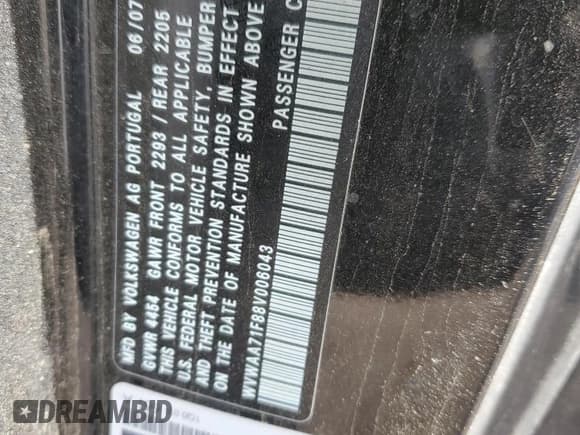 MFD BY VOLKSWAGEN AG PORTUGAL 06/07
GVWR 4464 GAWR FRONT 2293 / REAR 2205
THIS VEHICLE CONFORMS TO ALL APPLICABLE
U.S. FEDERAL MOTOR VEHICLE SAFETY, BUMPER
AND THEFT PREVENTION STANDARDS IN EFFECT
ON THE DATE OF MANUFACTURE SHOWN ABOVE
WVWAA71F88V006043 PASSENGER C
DREAMBID